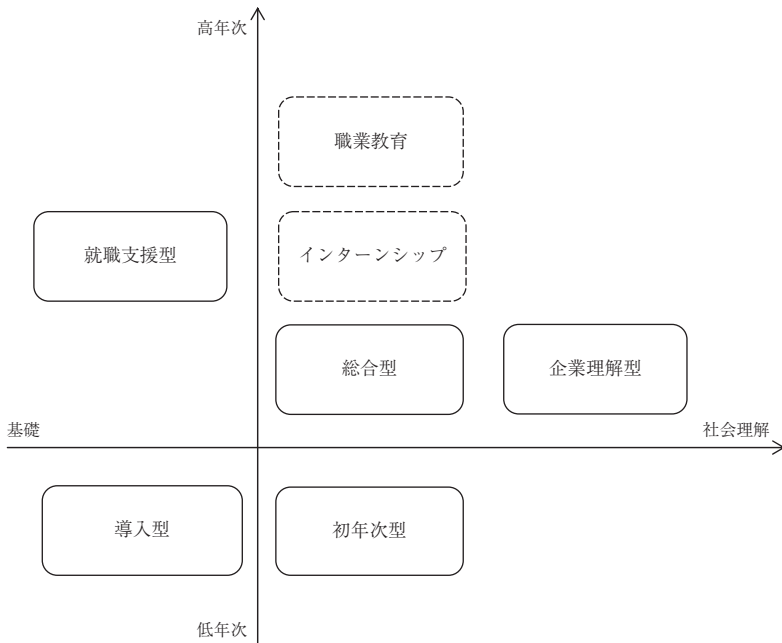 高年次
職業教育
就職支援型
インターンシップ
総合型
企業理解型
基礎
社会理解
導入型
初年次型
低年次